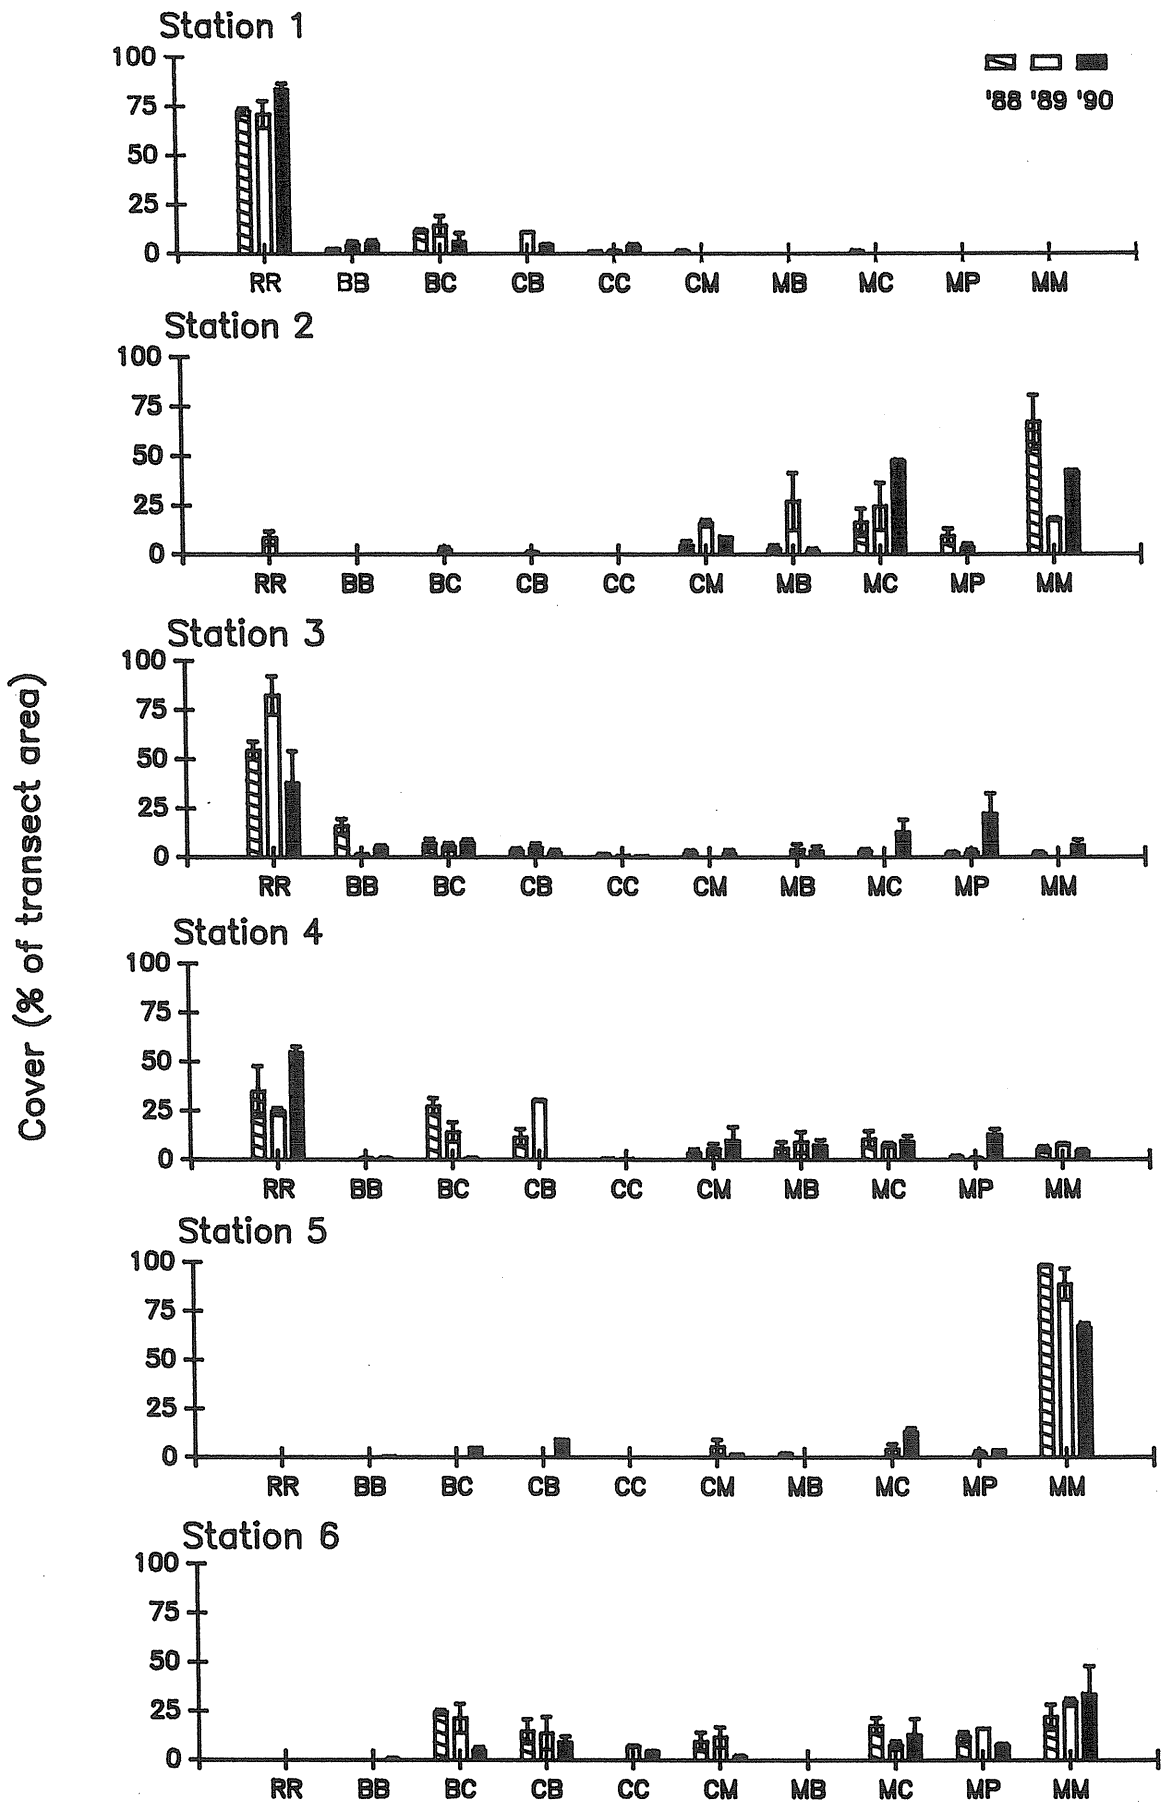 Station 1
100
75
50
25
0
'88 '89 '90
RR BB BC CB CC CM MB MC MP MM
Station 2
100
75
50
25
0
RR BB BC CB CC CM MB MC MP MM
Station 3
100
75
50
25
0
RR BB BC CB CC CM MB MC MP MM
Station 4
100
75
50
25
0
RR BB BC CB CC CM MB MC MP MM
Station 5
100
75
50
25
0
RR BB BC CB CC CM MB MC MP MM
Station 6
100
75
50
25
0
RR BB BC CB CC CM MB MC MP MM
Cover (% of transect area)